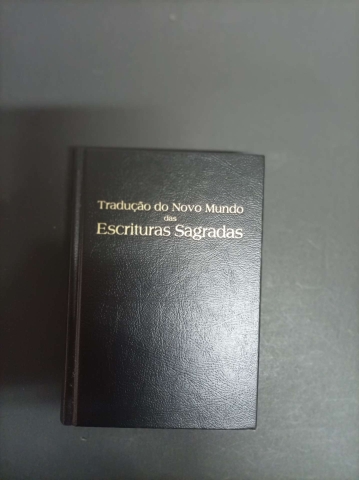 Tradução do Novo Mundo
das
Escrituras Sagradas